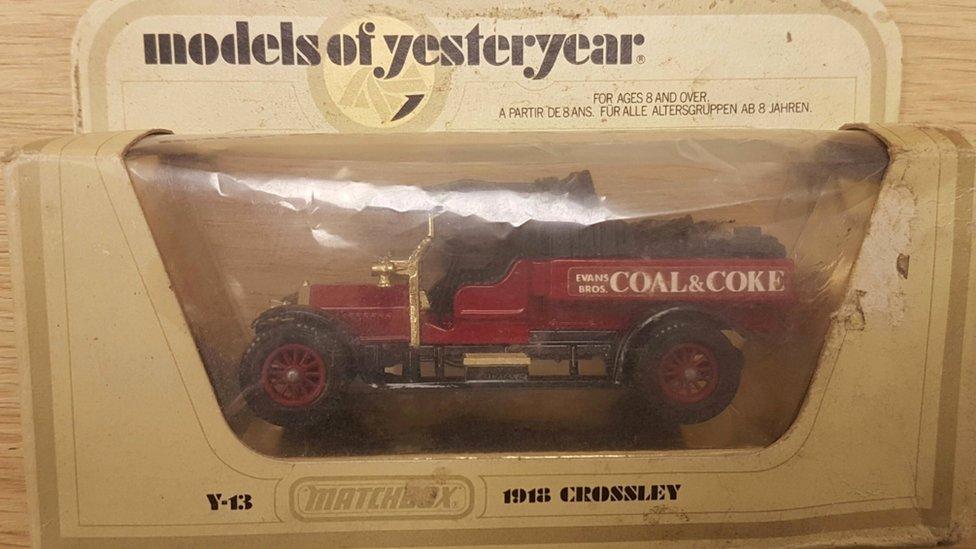 models of yesteryear®
FOR AGES 8 AND OVER.
A PARTIR DE 8 ANS. FÜR ALLE ALTERSGRUPPEN AB 8 JAHREN.
EVANS BROS. COAL & COKE
Y-13 MATCHBOX 1918 CROSSLEY